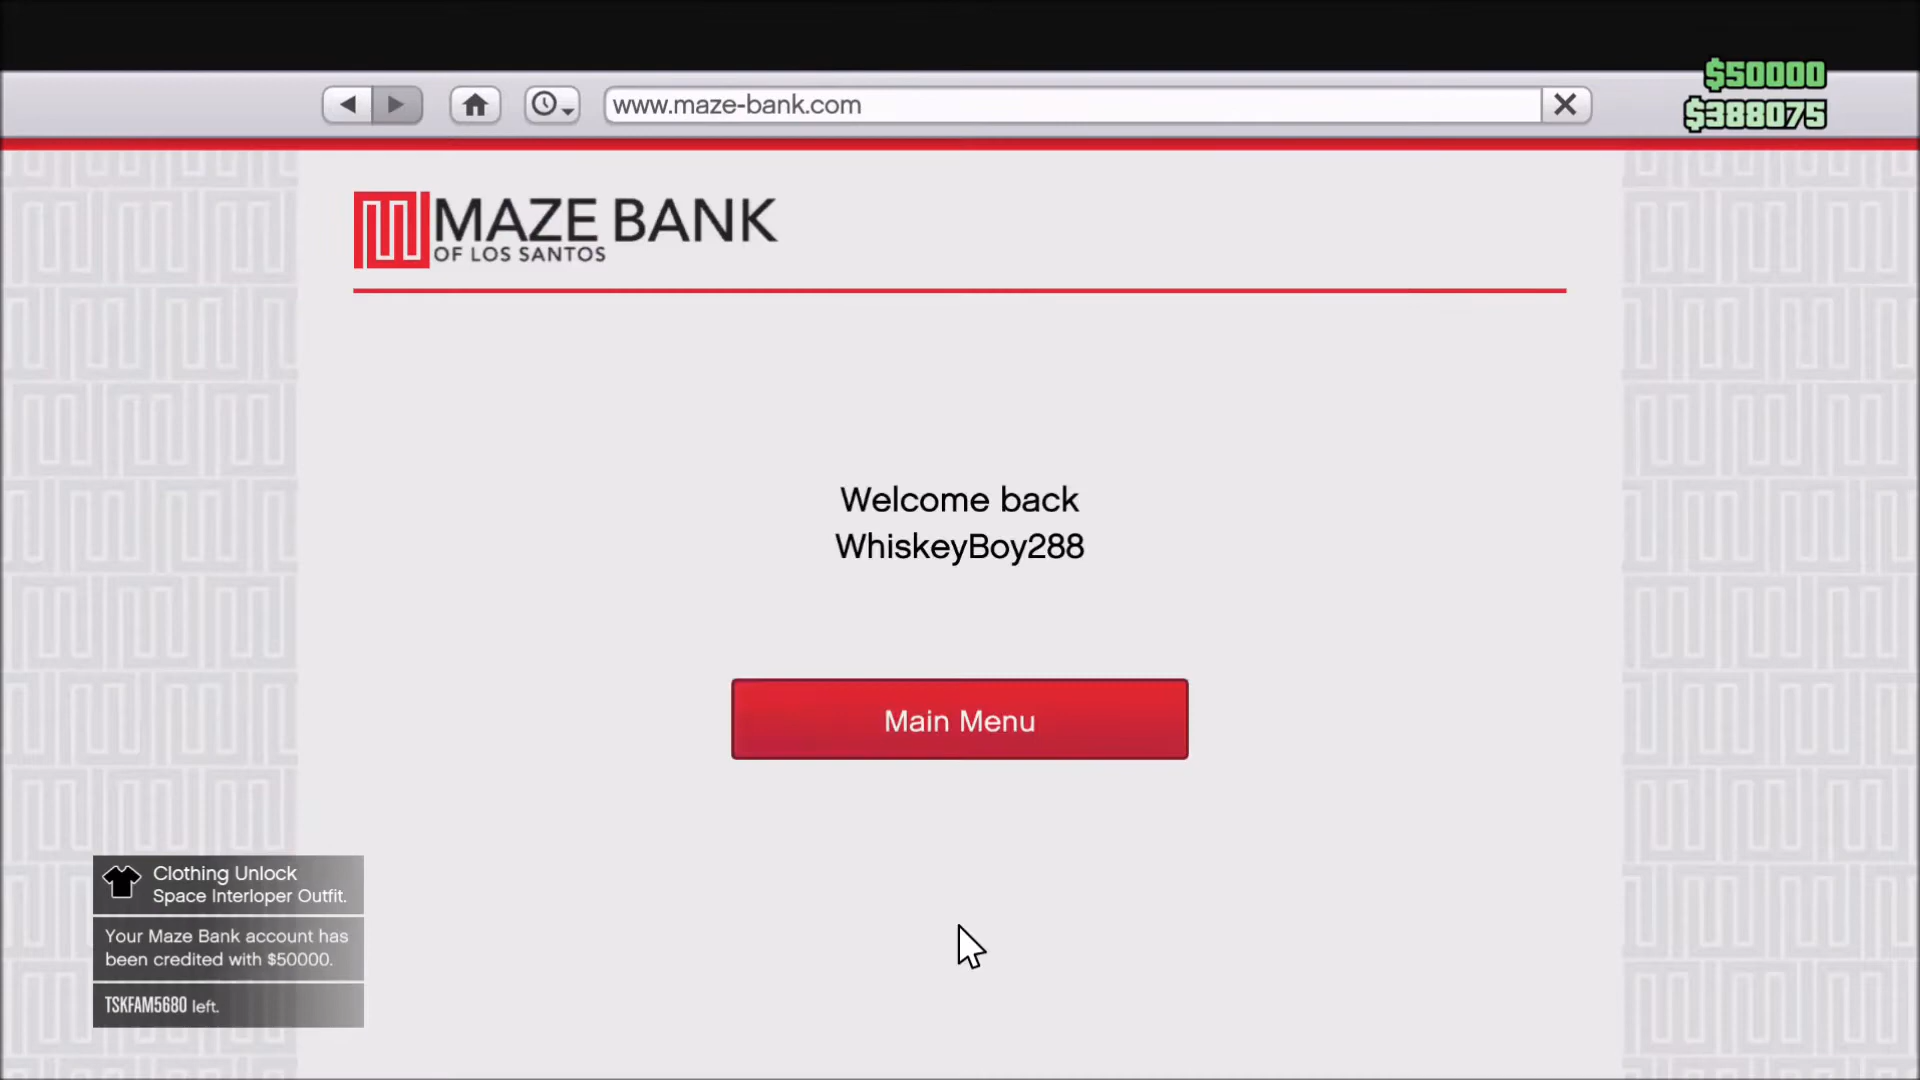 $50000
www.maze-bank.com
$388075
MAZE BANK
OF LOS SANTOS
Welcome back
WhiskeyBoy288
Main Menu
Clothing Unlock
Space Interloper Outfit.
Your Maze Bank account has
been credited with $50000.
TSKFAM5680 left.